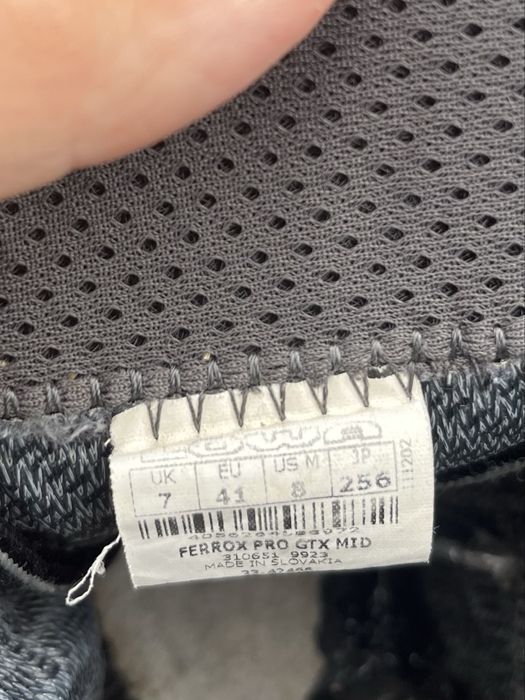 UK EU US M JP
7 41 8 256
FERROX PRO GTX MID
310651 9923
MADE IN SLOVAKIA